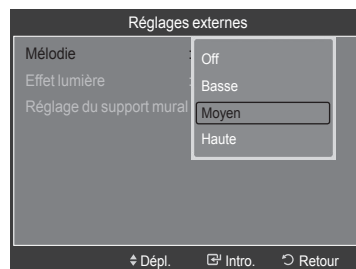 Réglages externes
Mélodie :
Off
Effet lumière
Basse
Réglage du support mural
Moyen
Haute
Dépl. Intro. Retour